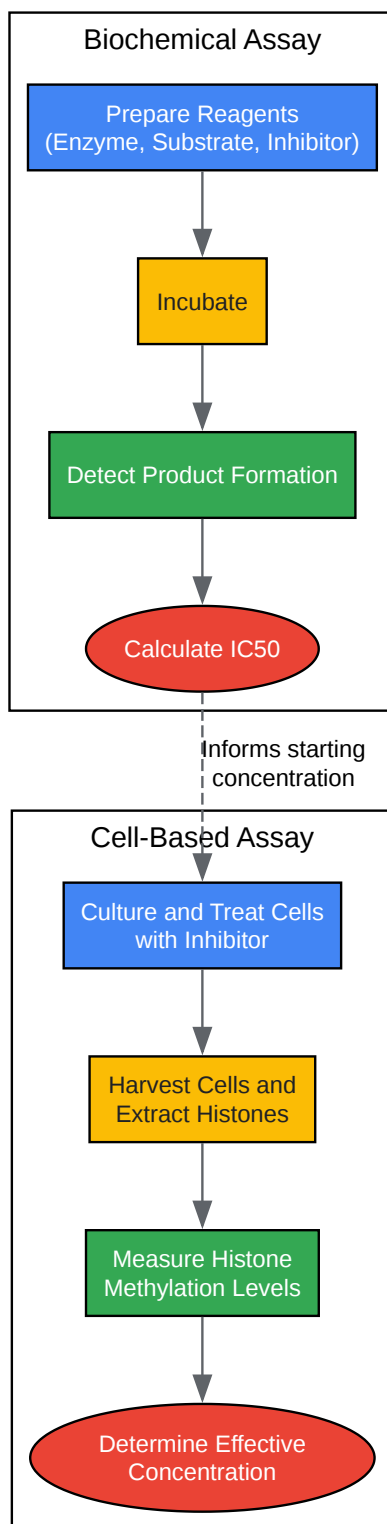 Biochemical Assay
Prepare Reagents
(Enzyme, Substrate, Inhibitor)
Incubate
Detect Product Formation
Calculate IC50
Informs starting
concentration
Cell-Based Assay
Culture and Treat Cells
with Inhibitor
Harvest Cells and
Extract Histones
Measure Histone
Methylation Levels
Determine Effective
Concentration